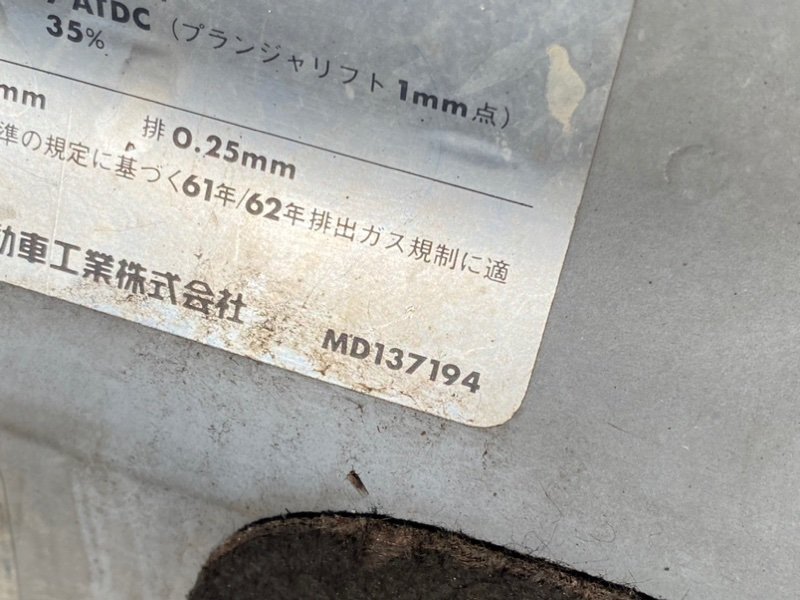 ATDC (プランジャリフト 1mm点)
35%
mm 排 0.25mm
準の規定に基づく61年/62年排出ガス規制に適
動車工業株式会社
MD137194